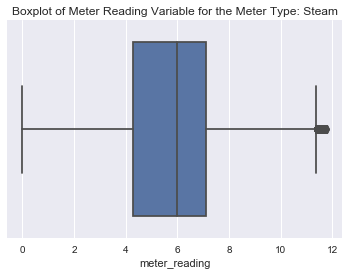 Boxplot of Meter Reading Variable for the Meter Type: Steam
0 2 4 6 8 10 12
meter_reading